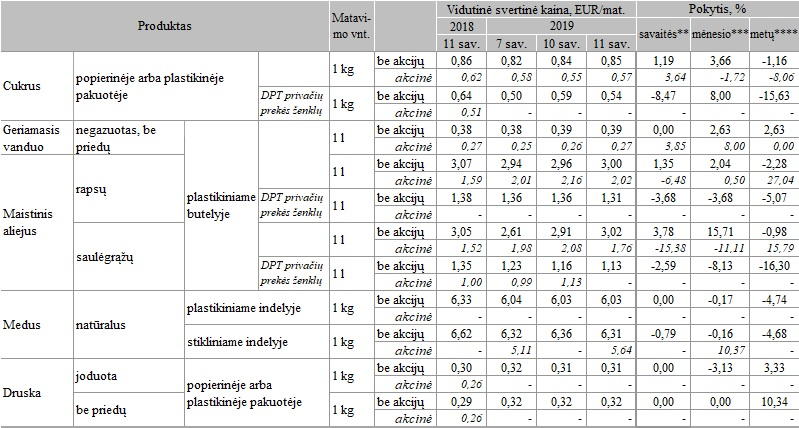 Produktas Matavi-mo vnt. Vidutinė svertinė kaina, EUR/mat. Pokytis, %
2018 2019 savaitės** mėnesio*** metų****
11 sav. 7 sav. 10 sav. 11 sav.
Cukrus popierinėje arba plastikinėje pakuotėje 1 kg be akcijų 0,86 0,82 0,84 0,85 1,19 3,66 -1,16
akcinė 0,62 0,58 0,55 0,57 3,64 -1,72 -8,06
DPT privačių prekės ženklų 1 kg be akcijų 0,64 0,50 0,59 0,54 -8,47 8,00 -15,63
akcinė 0,51 - - - - - -
Geriamasis vanduo negazuotas, be priedų plastikiniame butelyje 1 l be akcijų 0,38 0,38 0,39 0,39 0,00 2,63 2,63
akcinė 0,27 0,25 0,26 0,27 3,85 8,00 0,00
Maistinis aliejus rapsų 1 l be akcijų 3,07 2,94 2,96 3,00 1,35 2,04 -2,28
akcinė 1,59 2,01 2,16 2,02 -6,48 0,50 27,04
DPT privačių prekės ženklų 1 l be akcijų 1,38 1,36 1,36 1,31 -3,68 -3,68 -5,07
akcinė - - - - - - -
saulėgrąžų 1 l be akcijų 3,05 2,61 2,91 3,02 3,78 15,71 -0,98
akcinė 1,52 1,98 2,08 1,76 -15,38 -11,11 15,79
DPT privačių prekės ženklų 1 l be akcijų 1,35 1,23 1,16 1,13 -2,59 -8,13 -16,30
akcinė 1,00 0,99 1,13 - - - -
Medus natūralus plastikiniame indelyje 1 kg be akcijų 6,33 6,04 6,03 6,03 0,00 -0,17 -4,74
akcinė - - - - - - -
stikliniame indelyje 1 kg be akcijų 6,62 6,32 6,36 6,31 -0,79 -0,16 -4,68
akcinė - 5,11 - 5,64 - 10,37 -
Druska joduota popierinėje arba plastikinėje pakuotėje 1 kg be akcijų 0,30 0,32 0,31 0,31 0,00 -3,13 3,33
akcinė 0,26 - - - - - -
be priedų 1 kg be akcijų 0,29 0,32 0,32 0,32 0,00 0,00 10,34
akcinė 0,26 - - - - - -